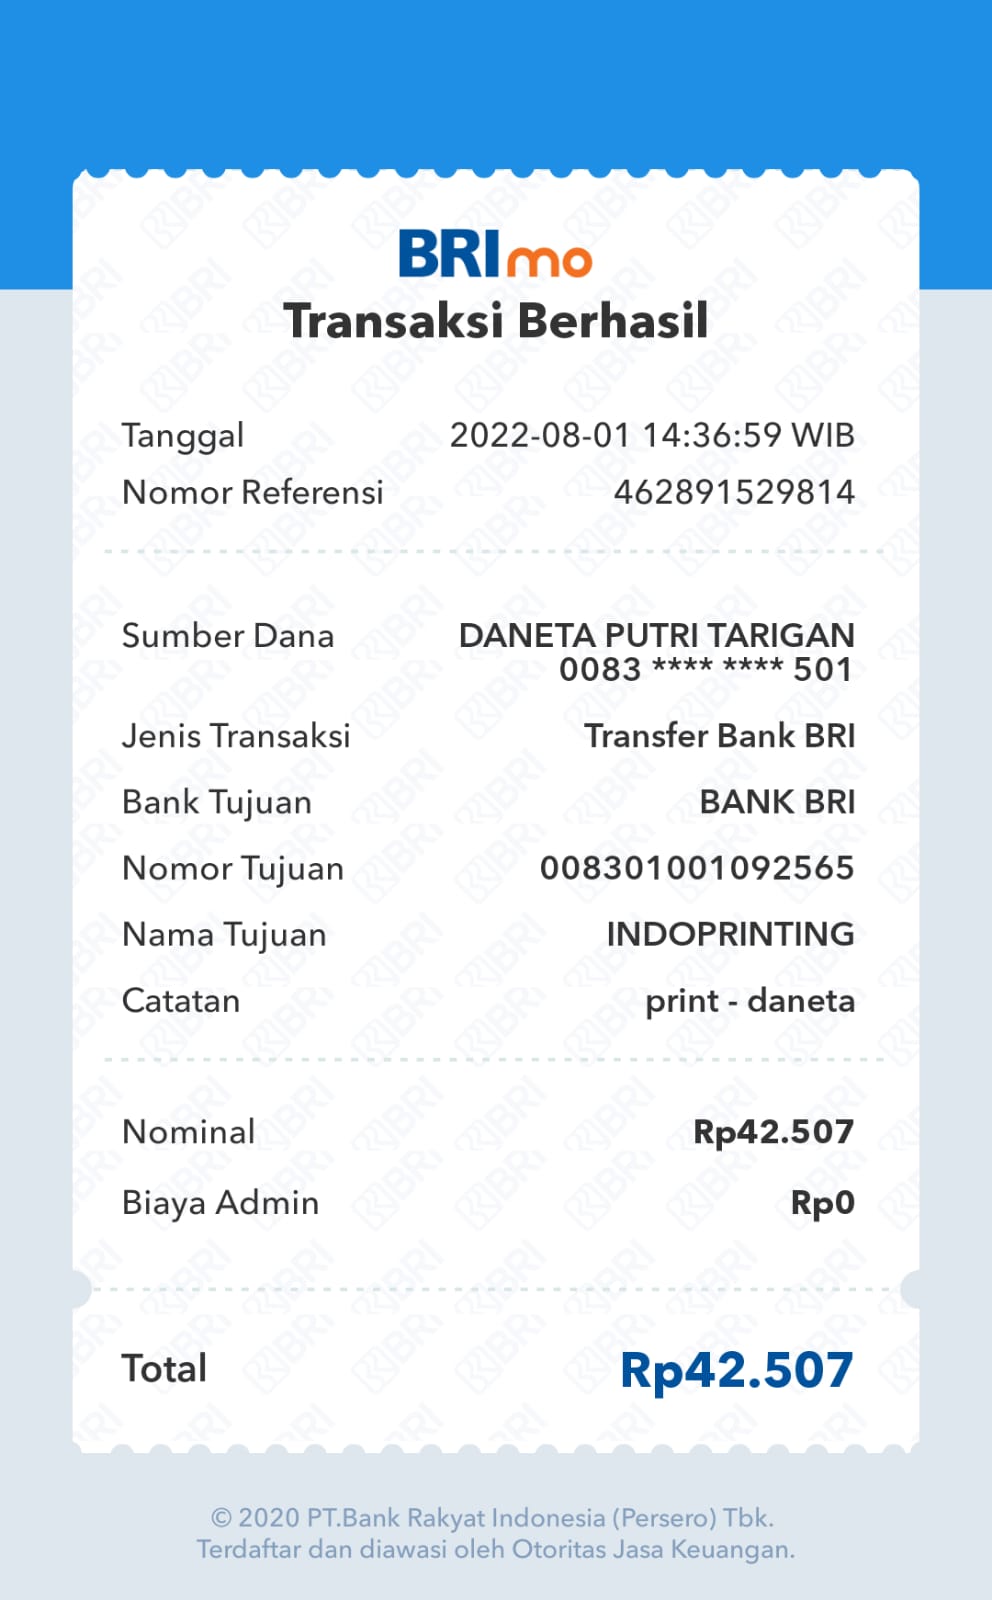 BRImo
Transaksi Berhasil
Tanggal 2022-08-01 14:36:59 WIB
Nomor Referensi 462891529814
Sumber Dana DANETA PUTRI TARIGAN
0083 **** **** 501
Jenis Transaksi Transfer Bank BRI
Bank Tujuan BANK BRI
Nomor Tujuan 008301001092565
Nama Tujuan INDOPRINTING
Catatan print - daneta
Nominal Rp42.507
Biaya Admin Rp0
Total Rp42.507
© 2020 PT.Bank Rakyat Indonesia (Persero) Tbk.
Terdaftar dan diawasi oleh Otoritas Jasa Keuangan.